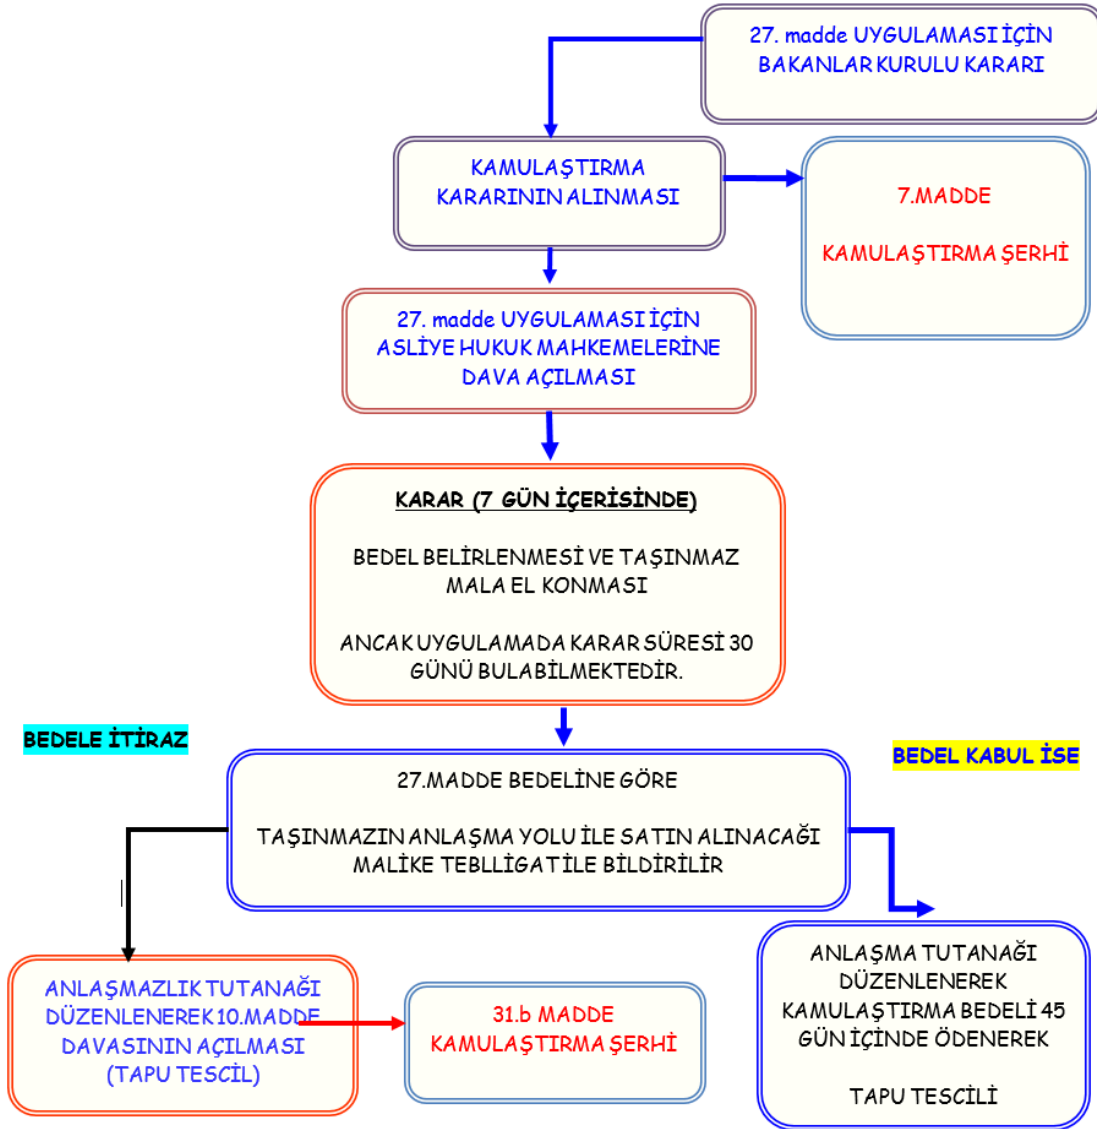 27. madde UYGULAMASI İÇİN
BAKANLAR KURULU KARARI
KAMULAŞTIRMA
KARARININ ALINMASI
7.MADDE
KAMULAŞTIRMA ŞERHİ
27. madde UYGULAMASI İÇİN
ASLİYE HUKUK MAHKEMELERİNE
DAVA AÇILMASI
KARAR (7 GÜN İÇERİSİNDE)
BEDEL BELİRLENMESİ VE TAŞINMAZ
MALA EL KONMASI
ANCAK UYGULAMADA KARAR SÜRESİ 30
GÜNÜ BULABİLMEKTEDİR.
BEDELE İTİRAZ
BEDEL KABUL İSE
27.MADDE BEDELİNE GÖRE
TAŞINMAZIN ANLAŞMA YOLU İLE SATIN ALINACAĞI
MALİKE TEBLLİGAT İLE BİLDİRİLİR
ANLAŞMAZLIK TUTANAĞI
DÜZENLENEREK 10.MADDE
DAVASININ AÇILMASI
(TAPU TESCİL)
31.b MADDE
KAMULAŞTIRMA ŞERHİ
ANLAŞMA TUTANAĞI
DÜZENLENEREK
KAMULAŞTIRMA BEDELİ 45
GÜN İÇİNDE ÖDENEREK
TAPU TESCİLİ